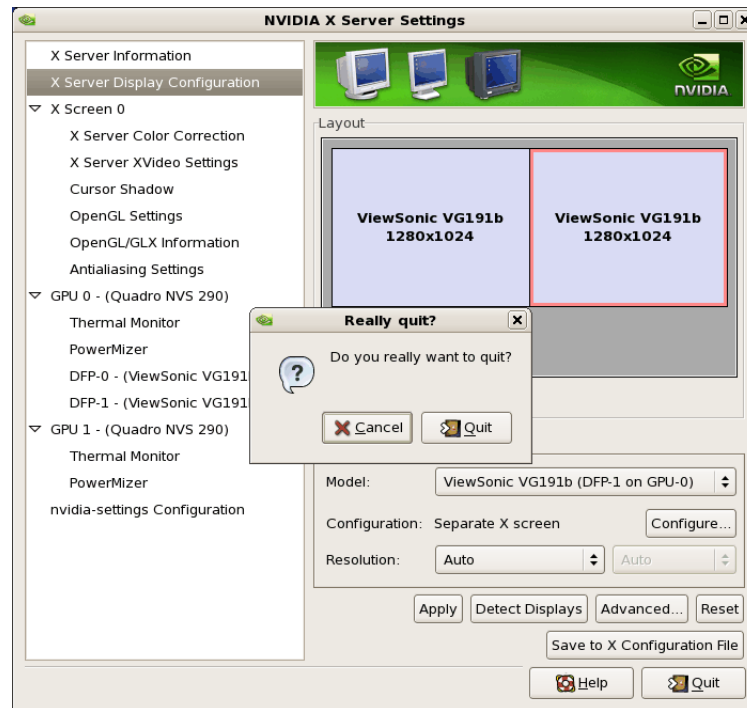 NVIDIA X Server Settings
X Server Information
X Server Display Configuration
X Screen 0
X Server Color Correction
X Server XVideo Settings
Cursor Shadow
OpenGL Settings
OpenGL/GLX Information
Antialiasing Settings
GPU 0 - (Quadro NVS 290)
Thermal Monitor
PowerMizer
DFP-0 - (ViewSonic VG191
DFP-1 - (ViewSonic VG191
GPU 1 - (Quadro NVS 290)
Thermal Monitor
PowerMizer
nvidia-settings Configuration
NVIDIA
Layout
ViewSonic VG191b
1280x1024
ViewSonic VG191b
1280x1024
Really quit?
Do you really want to quit?
Cancel
Quit
Model:
ViewSonic VG191b (DFP-1 on GPU-0)
Configuration:
Separate X screen
Configure...
Resolution:
Auto
Auto
Apply
Detect Displays
Advanced...
Reset
Save to X Configuration File
Help
Quit